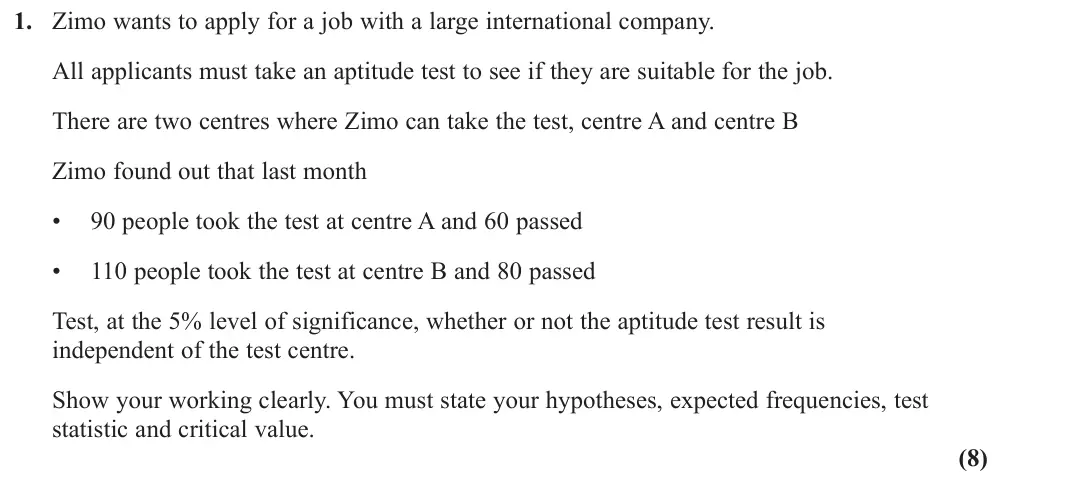 1. Zimo wants to apply for a job with a large international company.
All applicants must take an aptitude test to see if they are suitable for the job.
There are two centres where Zimo can take the test, centre A and centre B
Zimo found out that last month
• 90 people took the test at centre A and 60 passed
• 110 people took the test at centre B and 80 passed
Test, at the 5% level of significance, whether or not the aptitude test result is
independent of the test centre.
Show your working clearly. You must state your hypotheses, expected frequencies, test
statistic and critical value.
(8)